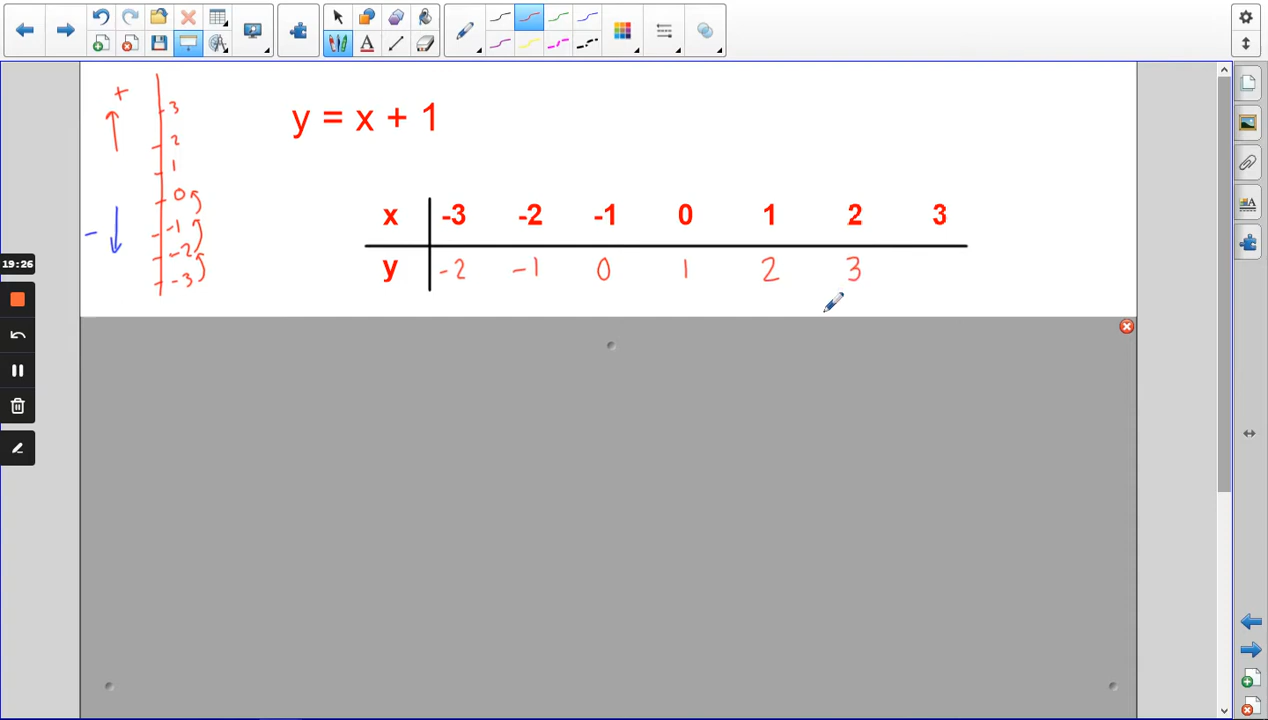 +
3
2
1
0
-1
-2
-3
-
y = x + 1
x -3 -2 -1 0 1 2 3
y -2 -1 0 1 2 3
19:26
A